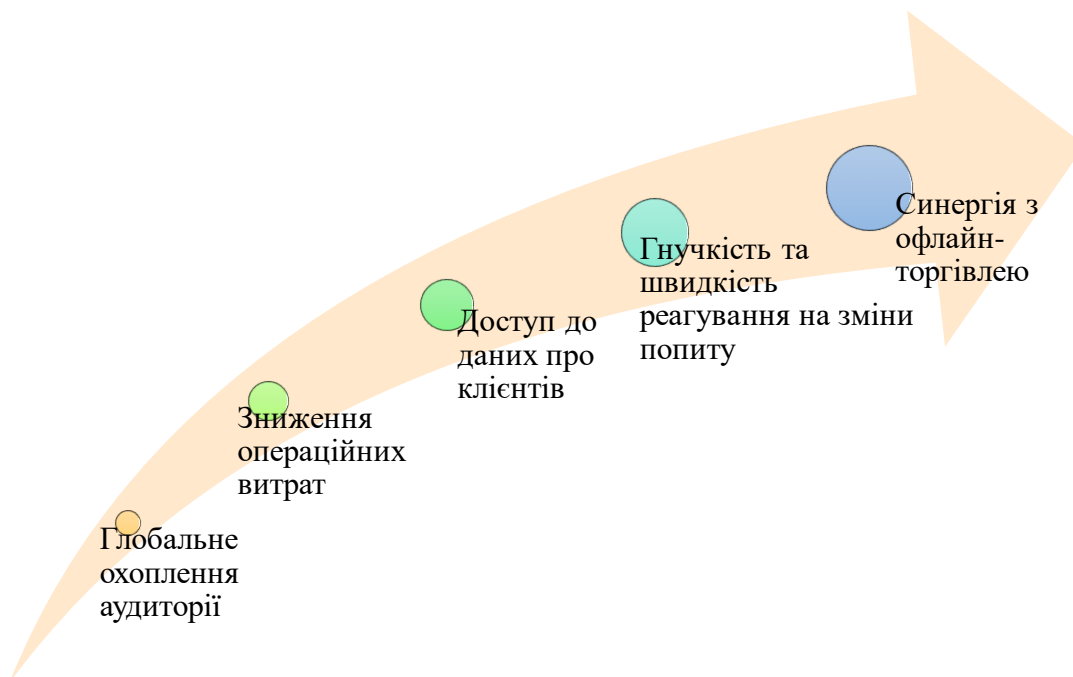 Глобальне
охоплення
аудиторії
Зниження
операційних
витрат
Доступ до
даних про
клієнтів
Гнучкість та
швидкість
реагування на зміни
попиту
Синергія з
офлайн-
торгівлею